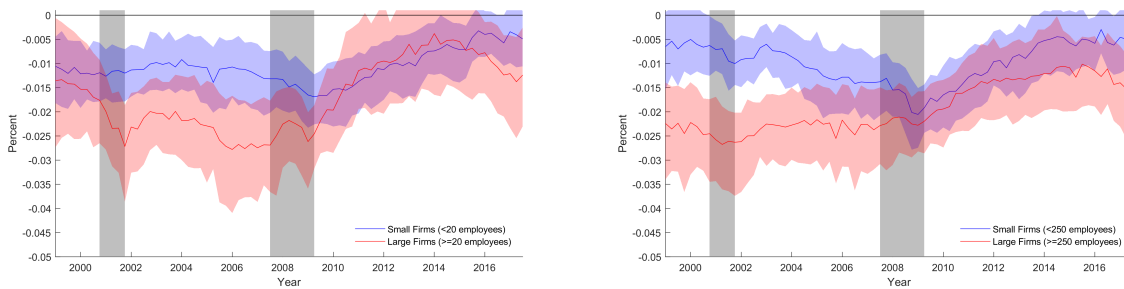 0
-0.005
-0.01
-0.015
-0.02
-0.025
-0.03
-0.035
-0.04
-0.045
-0.05
Percent
Small Firms (<20 employees)
Large Firms (>=20 employees)
2000 2002 2004 2006 2008 2010 2012 2014 2016
Year
0
-0.005
-0.01
-0.015
-0.02
-0.025
-0.03
-0.035
-0.04
-0.045
-0.05
Percent
Small Firms (<250 employees)
Large Firms (>=250 employees)
2000 2002 2004 2006 2008 2010 2012 2014 2016
Year